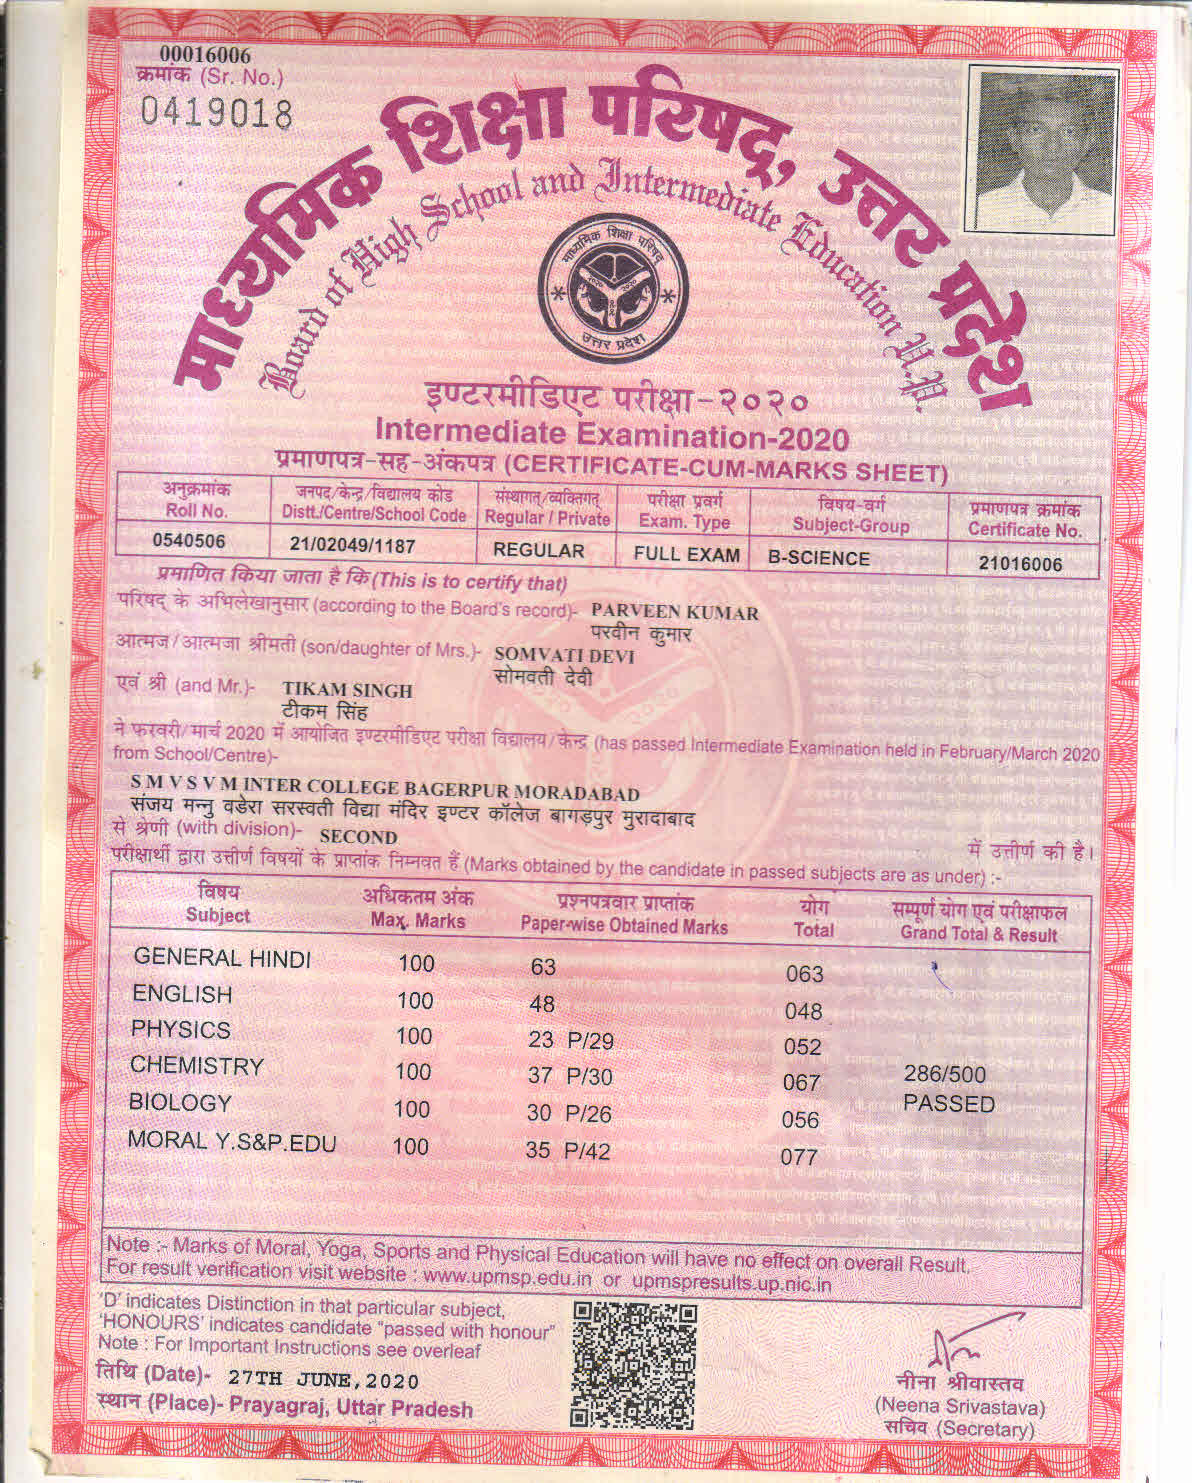 00016006
क्रमांक (Sr. No.)
0419018
माध्यमिक शिक्षा परिषद्, उत्तर प्रदेश
Board of High School and Intermediate Education U.P.
माध्यमिक शिक्षा परिषद्
उत्तर प्रदेश
इण्टरमीडिएट परीक्षा-२०२०
Intermediate Examination-2020
प्रमाणपत्र-सह-अंकपत्र (CERTIFICATE-CUM-MARKS SHEET)
अनुक्रमांक जनपद/केन्द्र/विद्यालय कोड संस्थागत्/व्यक्तिगत् परीक्षा प्रवर्ग विषय-वर्ग प्रमाणपत्र क्रमांक
Roll No. Distt./Centre/School Code Regular / Private Exam. Type Subject-Group Certificate No.
0540506 21/02049/1187 REGULAR FULL EXAM B-SCIENCE 21016006
प्रमाणित किया जाता है कि (This is to certify that)
परिषद् के अभिलेखानुसार (according to the Board's record)- PARVEEN KUMAR
परवीन कुमार
आत्मज/आत्मजा श्रीमती (son/daughter of Mrs.)- SOMVATI DEVI
सोमवती देवी
एवं श्री (and Mr.)- TIKAM SINGH
टीकम सिंह
ने फरवरी/मार्च 2020 में आयोजित इण्टरमीडिएट परीक्षा विद्यालय/केन्द्र (has passed Intermediate Examination held in February/March 2020
from School/Centre)-
S M V S V M INTER COLLEGE BAGERPUR MORADABAD
संजय मन्नु वडेरा सरस्वती विद्या मंदिर इण्टर कॉलेज बागड़पुर मुरादाबाद
से श्रेणी (with division)- SECOND में उत्तीर्ण की है।
परीक्षार्थी द्वारा उत्तीर्ण विषयों के प्राप्तांक निम्नवत हैं (Marks obtained by the candidate in passed subjects are as under) :-
विषय अधिकतम अंक प्रश्नपत्रवार प्राप्तांक योग सम्पूर्ण योग एवं परीक्षाफल
Subject Max. Marks Paper-wise Obtained Marks Total Grand Total & Result
GENERAL HINDI 100 63 063
ENGLISH 100 48 048
PHYSICS 100 23 P/29 052
CHEMISTRY 100 37 P/30 067 286/500
BIOLOGY 100 30 P/26 056 PASSED
MORAL Y.S&P.EDU 100 35 P/42 077
Note :- Marks of Moral, Yoga, Sports and Physical Education will have no effect on overall Result.
For result verification visit website : www.upmsp.edu.in or upmspresults.up.nic.in
'D' indicates Distinction in that particular subject,
'HONOURS' indicates candidate "passed with honour"
Note : For Important Instructions see overleaf
तिथि (Date)- 27TH JUNE,2020
स्थान (Place)- Prayagraj, Uttar Pradesh
नीना श्रीवास्तव
(Neena Srivastava)
सचिव (Secretary)